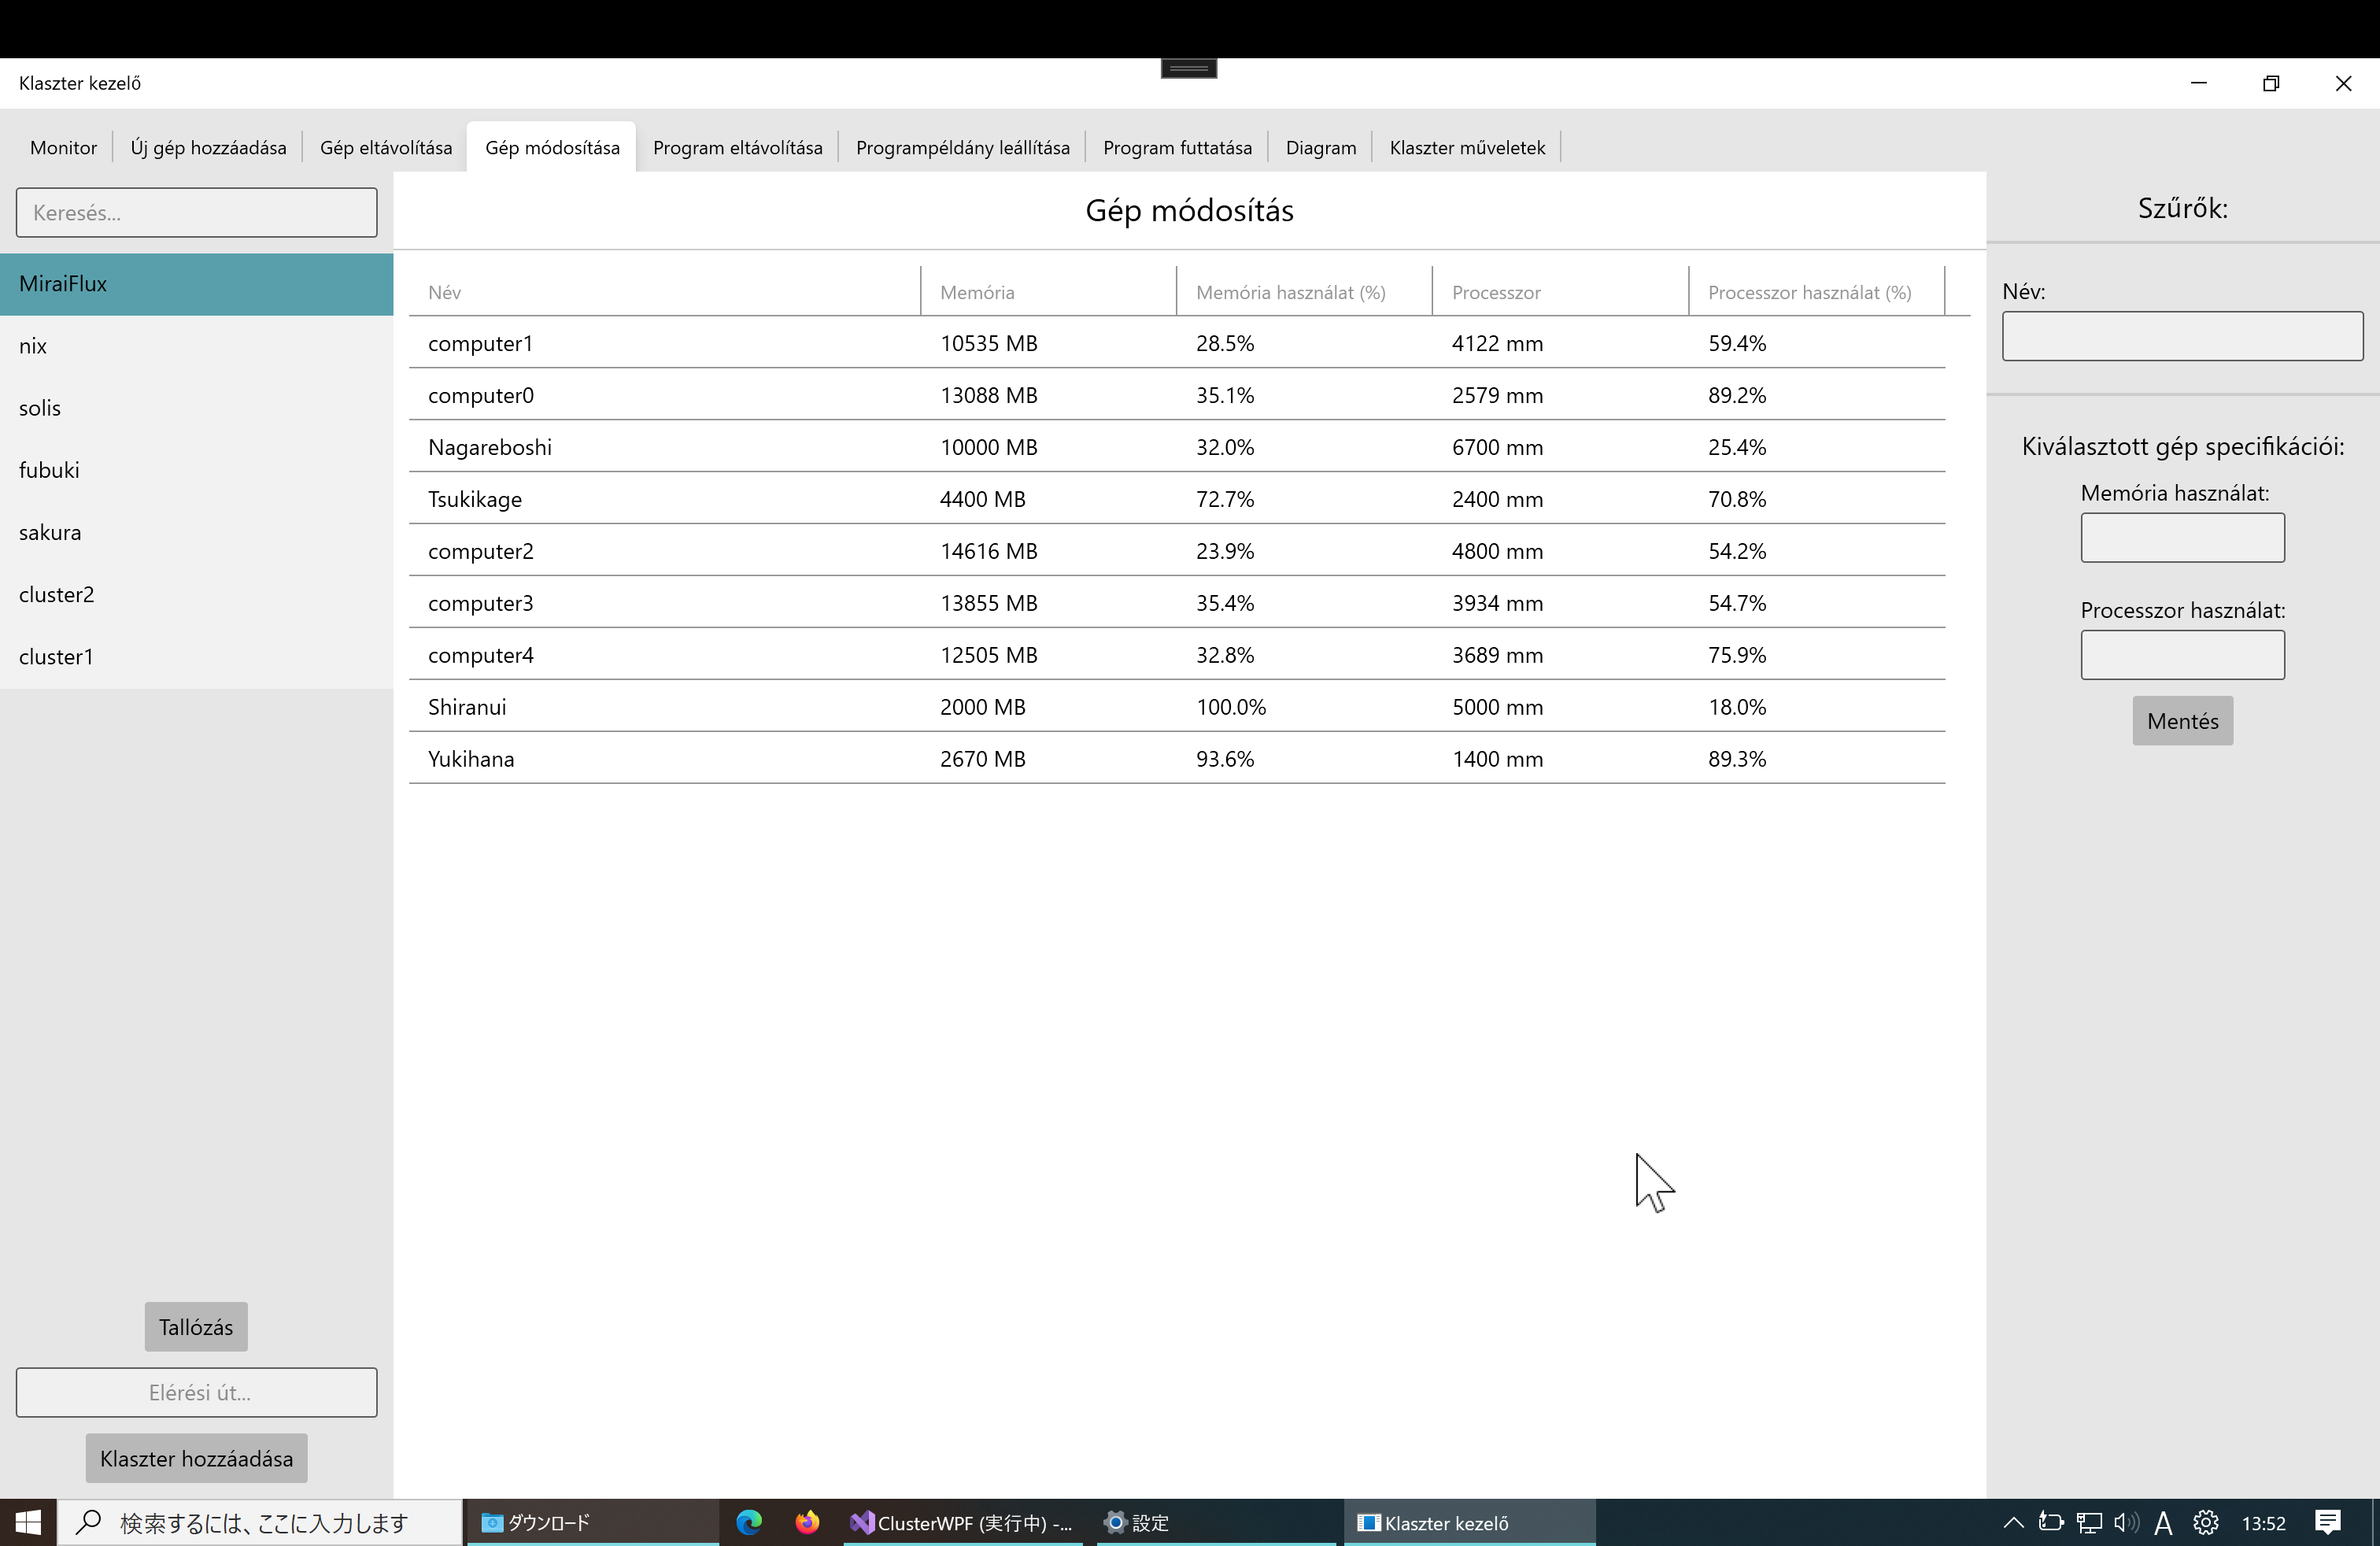 Klaszter kezelő
Monitor Új gép hozzáadása Gép eltávolítása Gép módosítása Program eltávolítása Programpéldány leállítása Program futtatása Diagram Klaszter műveletek
Keresés...
MiraiFlux
nix
solis
fubuki
sakura
cluster2
cluster1
Tallózás
Elérési út...
Klaszter hozzáadása
Gép módosítás
Név Memória Memória használat (%) Processzor Processzor használat (%)
computer1 10535 MB 28.5% 4122 mm 59.4%
computer0 13088 MB 35.1% 2579 mm 89.2%
Nagareboshi 10000 MB 32.0% 6700 mm 25.4%
Tsukikage 4400 MB 72.7% 2400 mm 70.8%
computer2 14616 MB 23.9% 4800 mm 54.2%
computer3 13855 MB 35.4% 3934 mm 54.7%
computer4 12505 MB 32.8% 3689 mm 75.9%
Shiranui 2000 MB 100.0% 5000 mm 18.0%
Yukihana 2670 MB 93.6% 1400 mm 89.3%
Szűrők:
Név:
Kiválasztott gép specifikációi:
Memória használat:
Processzor használat:
Mentés
検索するには、ここに入力します ダウンロード ClusterWPF (実行中) -... 設定 Klaszter kezelő A 13:52